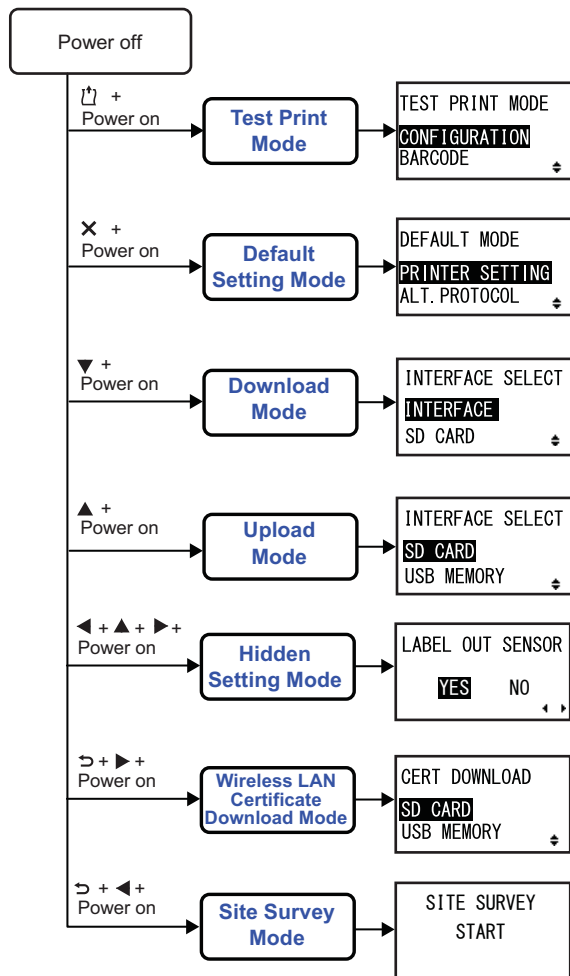 Power off
+
Power on
Test Print
Mode
TEST PRINT MODE
CONFIGURATION
BARCODE
✕ +
Power on
Default
Setting Mode
DEFAULT MODE
PRINTER SETTING
ALT. PROTOCOL
▼ +
Power on
Download
Mode
INTERFACE SELECT
INTERFACE
SD CARD
▲ +
Power on
Upload
Mode
INTERFACE SELECT
SD CARD
USB MEMORY
◀ + ▲ + ▶ +
Power on
Hidden
Setting Mode
LABEL OUT SENSOR
YES NO
⮌ + ▶ +
Power on
Wireless LAN
Certificate
Download Mode
CERT DOWNLOAD
SD CARD
USB MEMORY
⮌ + ◀ +
Power on
Site Survey
Mode
SITE SURVEY
START